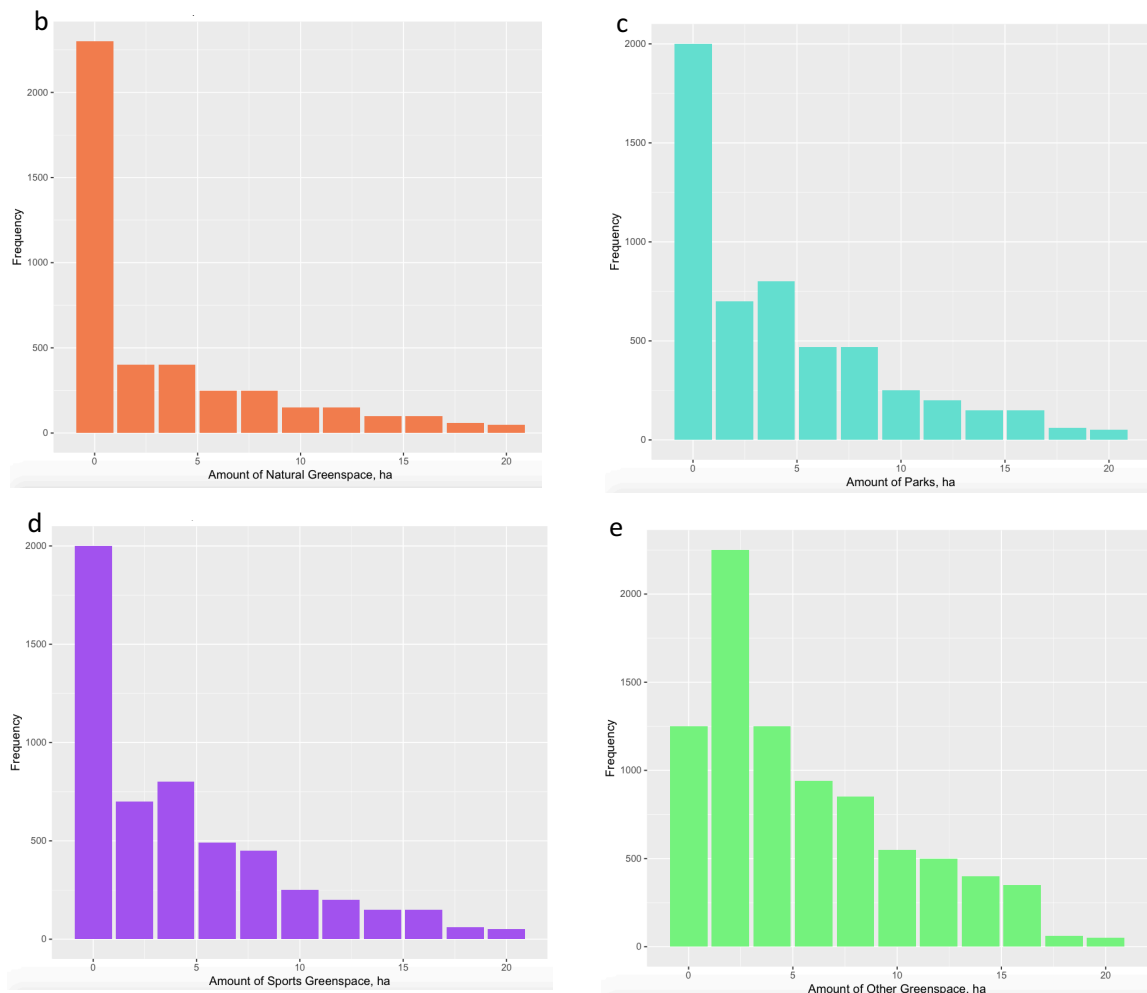 b
2000
1500
1000
500
0
Frequency
0 5 10 15 20
Amount of Natural Greenspace, ha
c
2000
1500
1000
500
0
Frequency
0 5 10 15 20
Amount of Parks, ha
d
2000
1500
1000
500
0
Frequency
0 5 10 15 20
Amount of Sports Greenspace, ha
e
2000
1500
1000
500
0
Frequency
0 5 10 15 20
Amount of Other Greenspace, ha